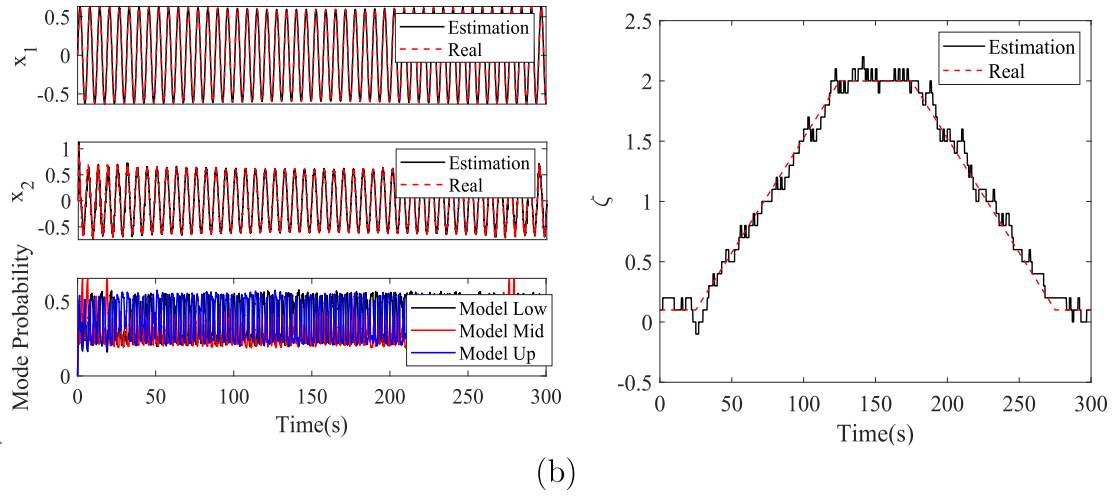 x1
0.5
0
-0.5
Estimation
Real
x2
1
0.5
0
-0.5
Estimation
Real
Mode Probability
0.5
0
Model Low
Model Mid
Model Up
0 50 100 150 200 250 300
Time(s)
ζ
2.5
2
1.5
1
0.5
0
-0.5
Estimation
Real
0 50 100 150 200 250 300
Time(s)
(b)